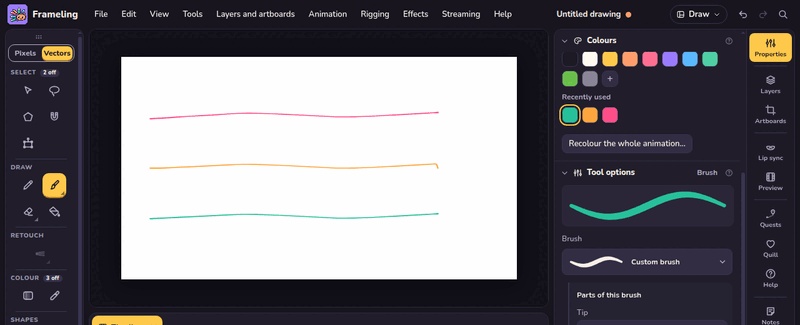 Frameling File Edit View Tools Layers and artboards Animation Rigging Effects Streaming Help Untitled drawing Draw
Pixels Vectors
SELECT 2 off
DRAW
RETOUCH
COLOUR 3 off
SHAPES
Colours
+
Recently used
Recolour the whole animation...
Tool options Brush
Brush
Custom brush
Parts of this brush
Tip
Properties
Layers
Artboards
Lip sync
Preview
Quests
Quill
Help
Notes